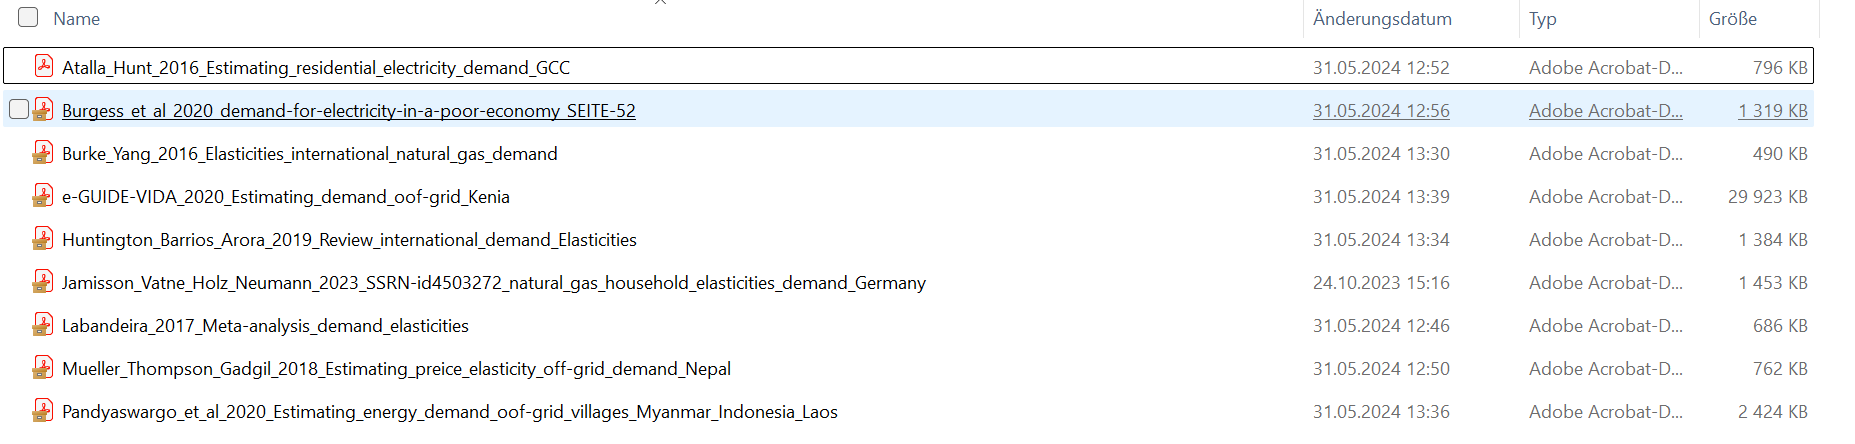 Name Änderungsdatum Typ Größe
Atalla_Hunt_2016_Estimating_residential_electricity_demand_GCC 31.05.2024 12:52 Adobe Acrobat-D... 796 KB
Burgess_et_al_2020_demand-for-electricity-in-a-poor-economy_SEITE-52 31.05.2024 12:56 Adobe Acrobat-D... 1 319 KB
Burke_Yang_2016_Elasticities_international_natural_gas_demand 31.05.2024 13:30 Adobe Acrobat-D... 490 KB
e-GUIDE-VIDA_2020_Estimating_demand_oof-grid_Kenia 31.05.2024 13:39 Adobe Acrobat-D... 29 923 KB
Huntington_Barrios_Arora_2019_Review_international_demand_Elasticities 31.05.2024 13:34 Adobe Acrobat-D... 1 384 KB
Jamisson_Vatne_Holz_Neumann_2023_SSRN-id4503272_natural_gas_household_elasticities_demand_Germany 24.10.2023 15:16 Adobe Acrobat-D... 1 453 KB
Labandeira_2017_Meta-analysis_demand_elasticities 31.05.2024 12:46 Adobe Acrobat-D... 686 KB
Mueller_Thompson_Gadgil_2018_Estimating_preice_elasticity_off-grid_demand_Nepal 31.05.2024 12:50 Adobe Acrobat-D... 762 KB
Pandyaswargo_et_al_2020_Estimating_energy_demand_oof-grid_villages_Myanmar_Indonesia_Laos 31.05.2024 13:36 Adobe Acrobat-D... 2 424 KB